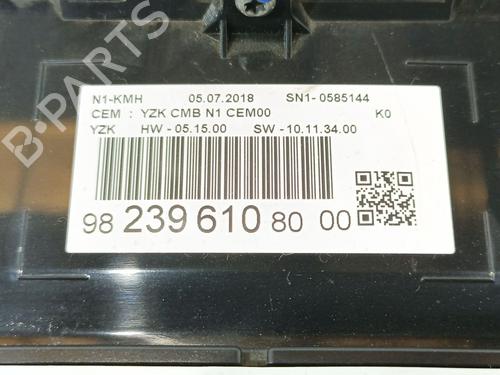 B-PARTS
N1-KMH 05.07.2018 SN1- 0585144
CEM : YZK CMB N1 CEM00 K0
YZK HW - 05.15.00 SW - 10.11.34.00
98 239 610 80 00